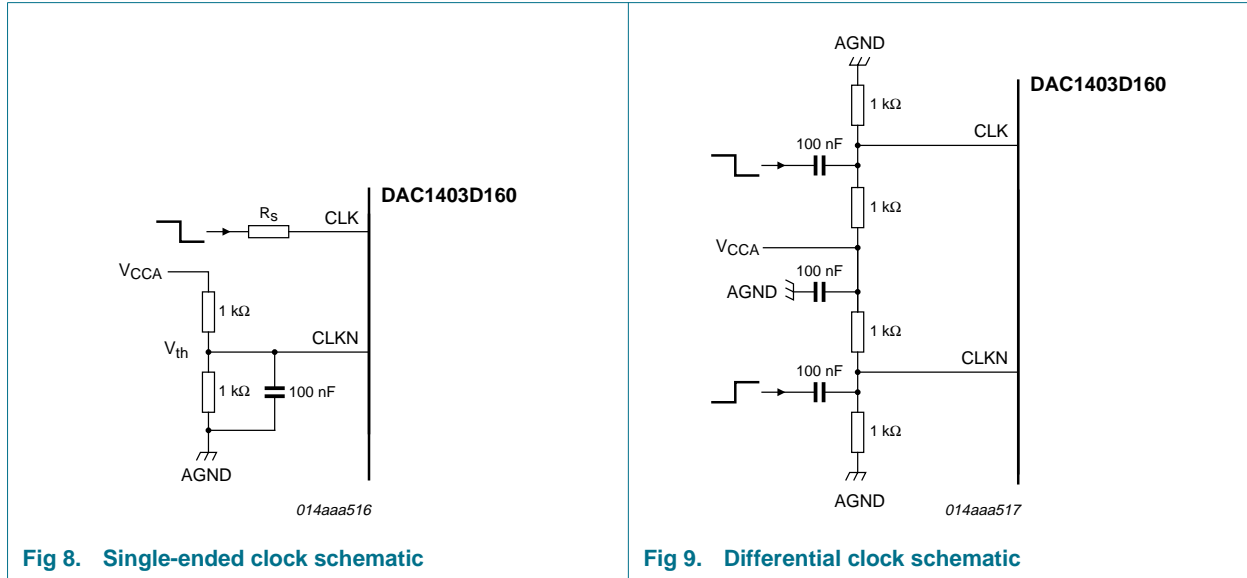 DAC1403D160
RS
CLK
VCCA
1 kΩ
Vth
CLKN
1 kΩ
100 nF
AGND
014aaa516
Fig 8. Single-ended clock schematic
AGND
DAC1403D160
1 kΩ
CLK
100 nF
1 kΩ
VCCA
100 nF
AGND
1 kΩ
CLKN
100 nF
1 kΩ
AGND
014aaa517
Fig 9. Differential clock schematic